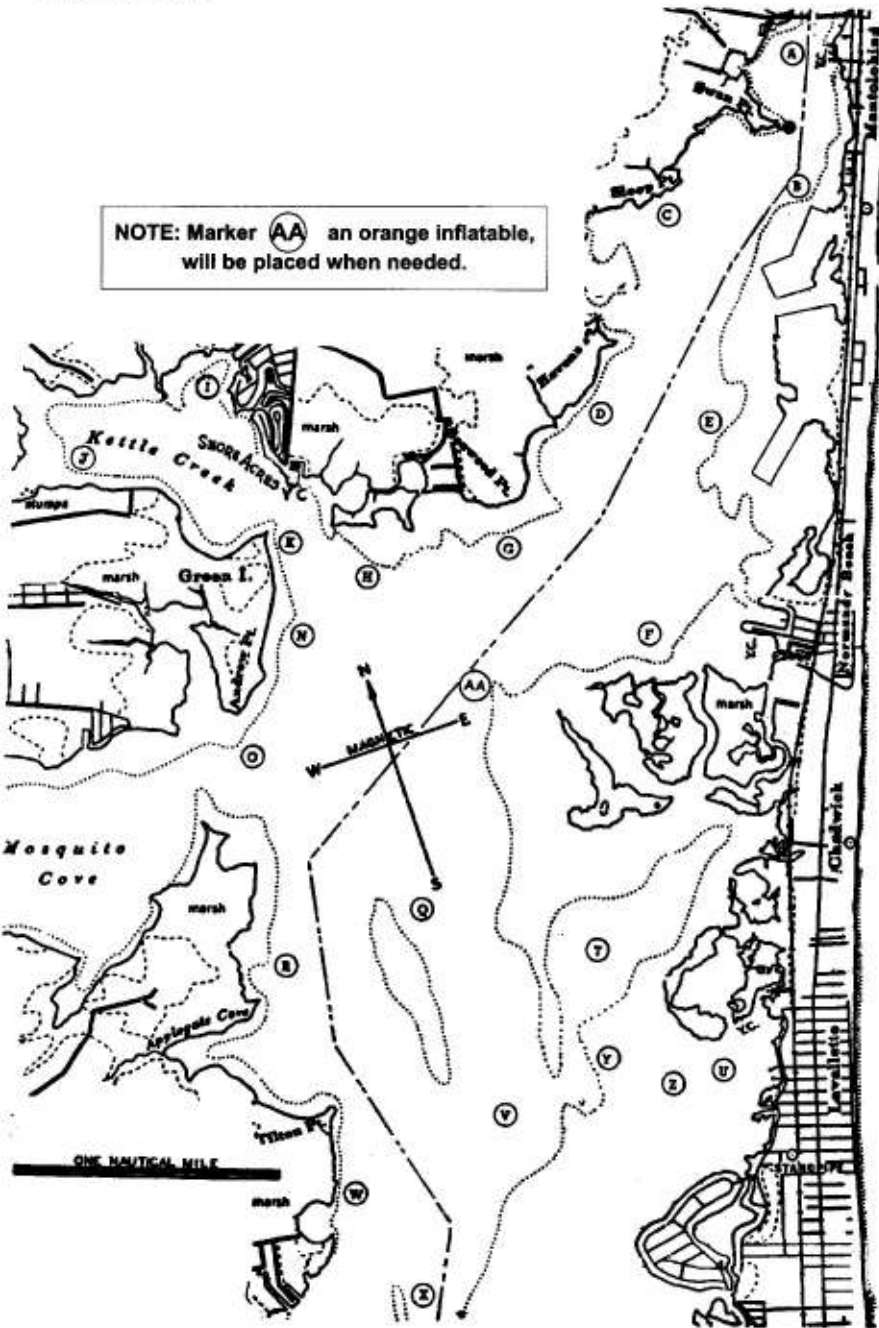 A
Y.C.
Mantoloking
Swan Pt.
B
C
NOTE: Marker AA an orange inflatable,
will be placed when needed.
marsh
Havens
I
D
E
marsh
J
Kettle Creek
SHORE ACRES
Y.C.
stumps
K
G
H
marsh
Green I.
Normandy Beach
N
F
Y.C.
Andrew Pt.
N
AA
marsh
E
MAGNETIC
O
W
Mosquito
Cove
Chadwick
S
Q
marsh
T
R
Applegate Cove
Y.C.
Y
U
Z
Lavallette
V
Tilton Pt.
ONE NAUTICAL MILE
W
marsh
X